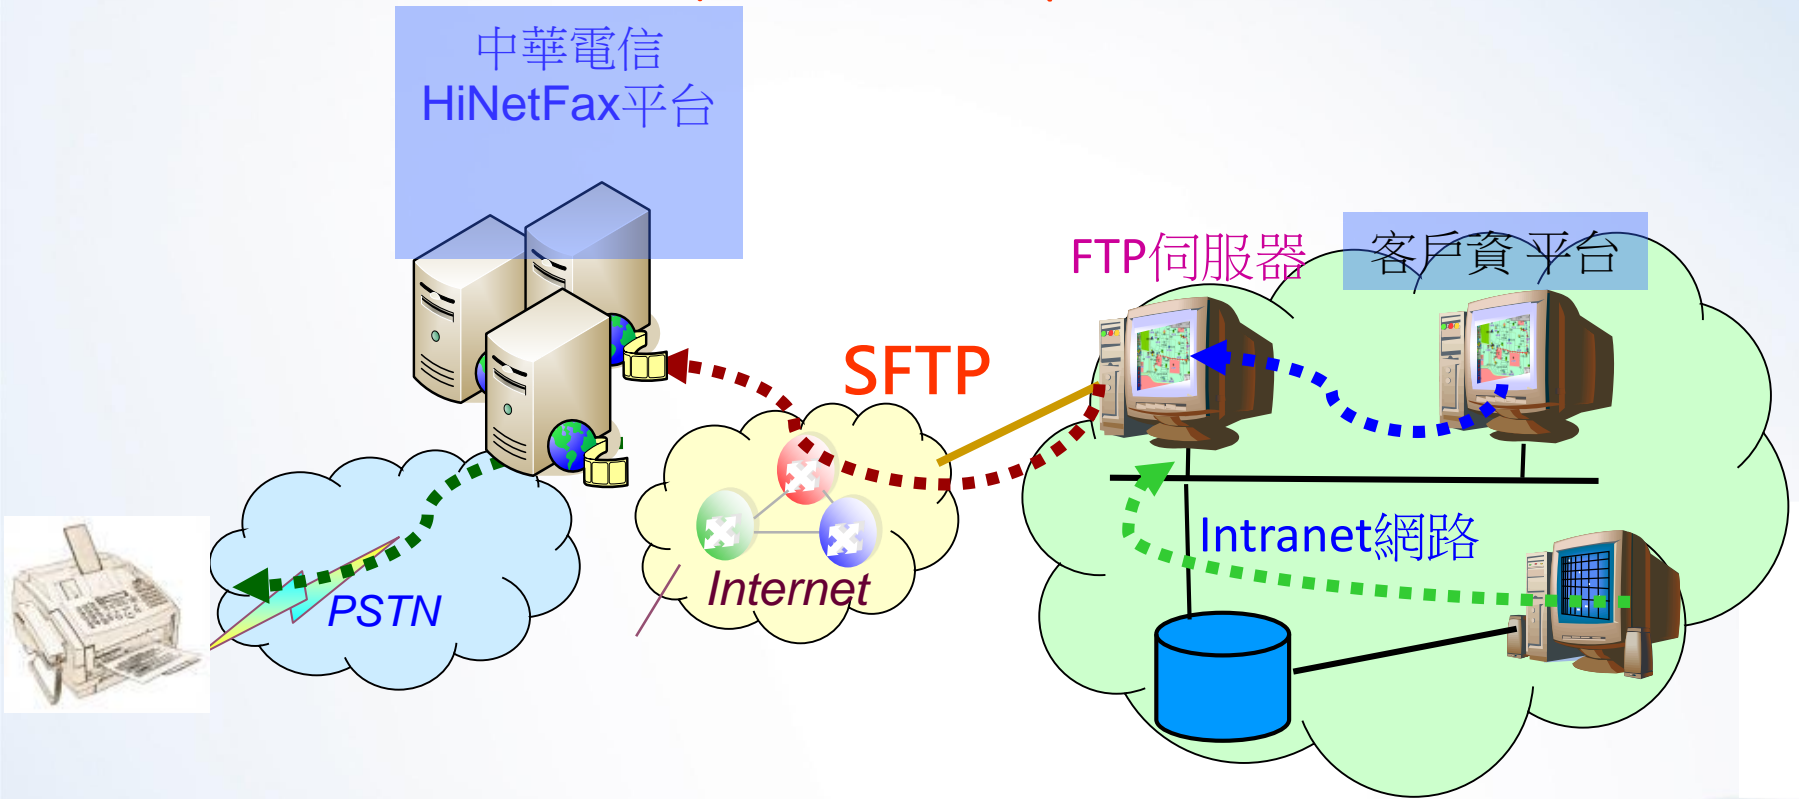 中華電信
HiNetFax平台
FTP伺服器
客戶資 平台
SFTP
Intranet網路
Internet
PSTN